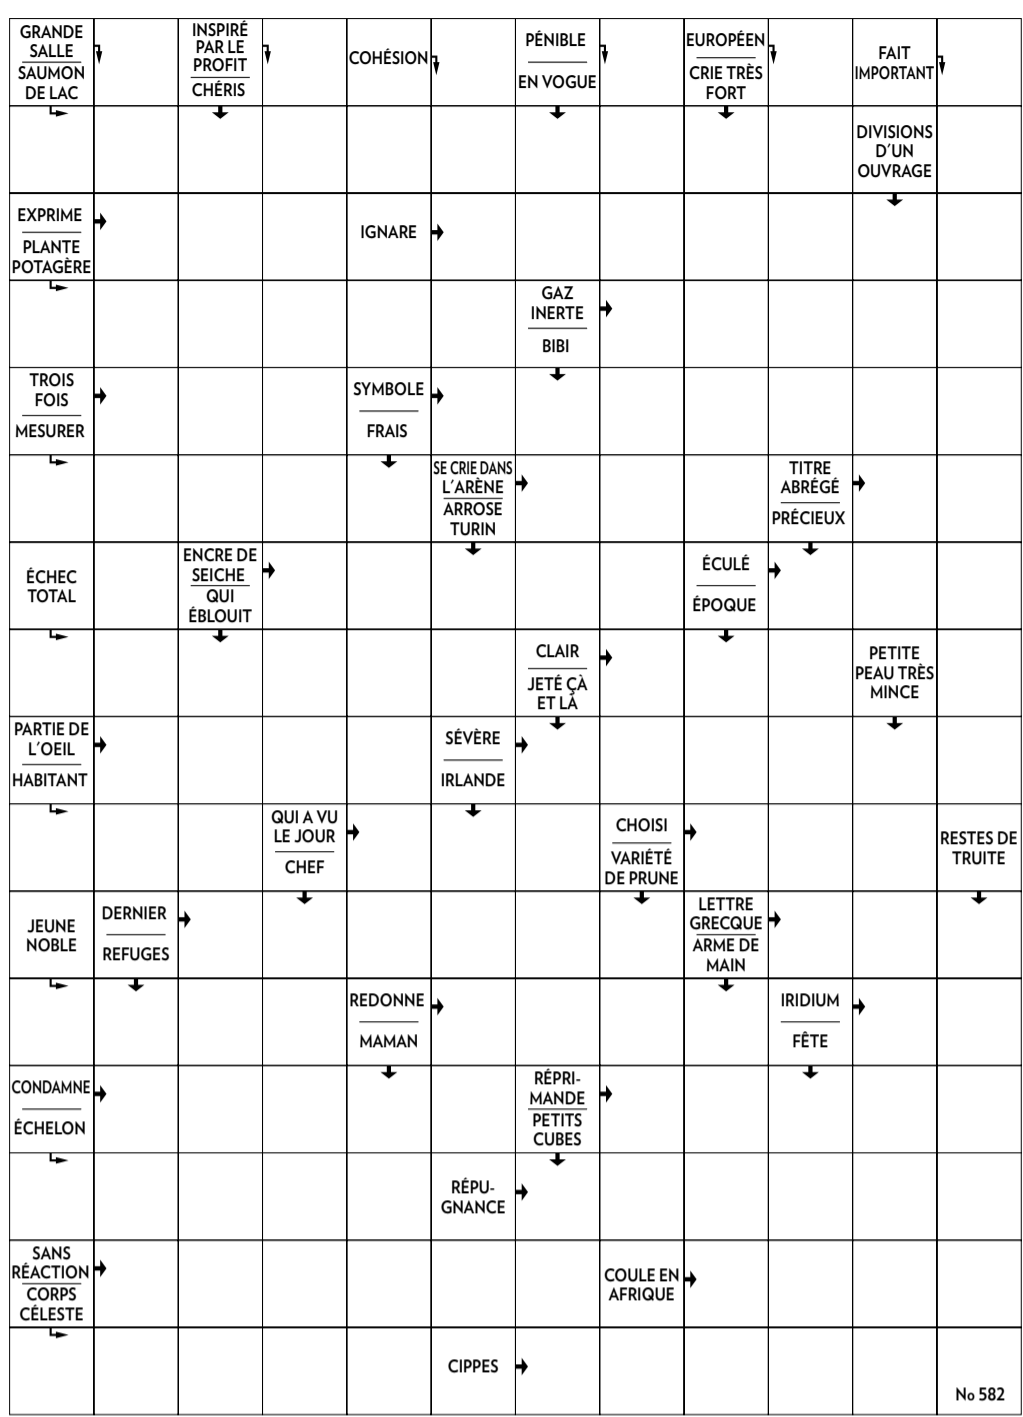 GRANDE
SALLE
SAUMON
DE LAC
INSPIRÉ
PAR LE
PROFIT
CHÉRIS
COHÉSION
PÉNIBLE
EN VOGUE
EUROPÉEN
CRIE TRÈS
FORT
FAIT
IMPORTANT
DIVISIONS
D'UN
OUVRAGE
EXPRIME
PLANTE
POTAGÈRE
IGNARE
GAZ
INERTE
BIBI
TROIS
FOIS
MESURER
SYMBOLE
FRAIS
SE CRIE DANS
L'ARÈNE
ARROSE
TURIN
TITRE
ABRÉGÉ
PRÉCIEUX
ÉCHEC
TOTAL
ENCRE DE
SEICHE
QUI
ÉBLOUIT
ÉCULÉ
ÉPOQUE
CLAIR
JETÉ ÇÀ
ET LÀ
PETITE
PEAU TRÈS
MINCE
PARTIE DE
L'OEIL
HABITANT
SÉVÈRE
IRLANDE
QUI A VU
LE JOUR
CHEF
CHOISI
VARIÉTÉ
DE PRUNE
RESTES DE
TRUITE
JEUNE
NOBLE
DERNIER
REFUGES
LETTRE
GRECQUE
ARME DE
MAIN
REDONNE
MAMAN
IRIDIUM
FÊTE
CONDAMNE
ÉCHELON
RÉPRI-
MANDE
PETITS
CUBES
RÉPU-
GNANCE
SANS
RÉACTION
CORPS
CÉLESTE
COULE EN
AFRIQUE
CIPPES
No 582